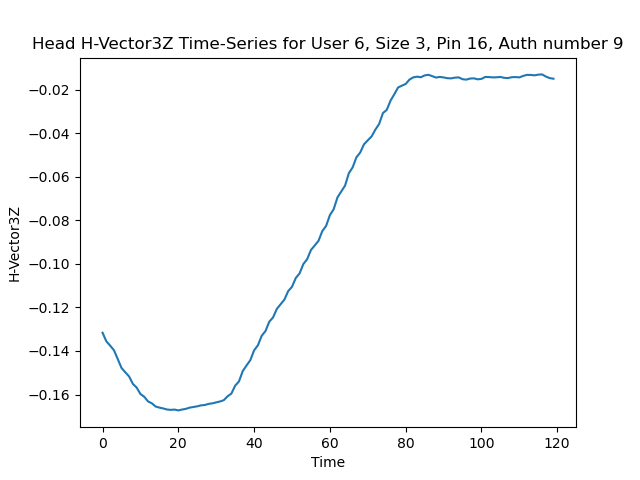 Head H-Vector3Z Time-Series for User 6, Size 3, Pin 16, Auth number 9
−0.02
−0.04
−0.06
−0.08
−0.10
−0.12
−0.14
−0.16
H-Vector3Z
0 20 40 60 80 100 120
Time